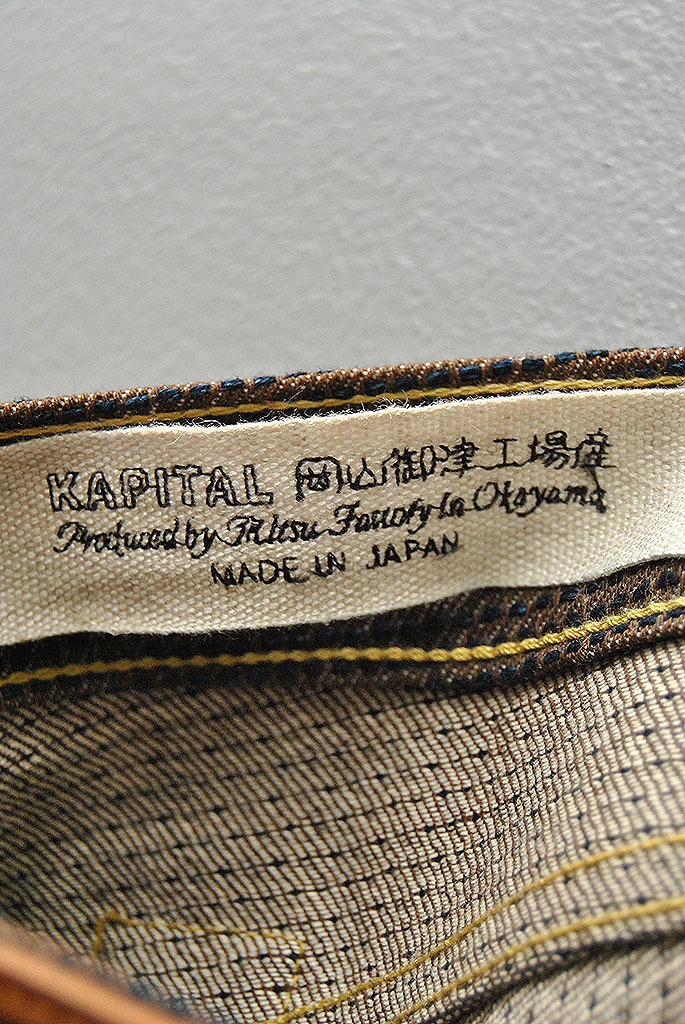 KAPITAL 岡山御津工場産
Produced by Mitsu Factory In Okayama
MADE IN JAPAN